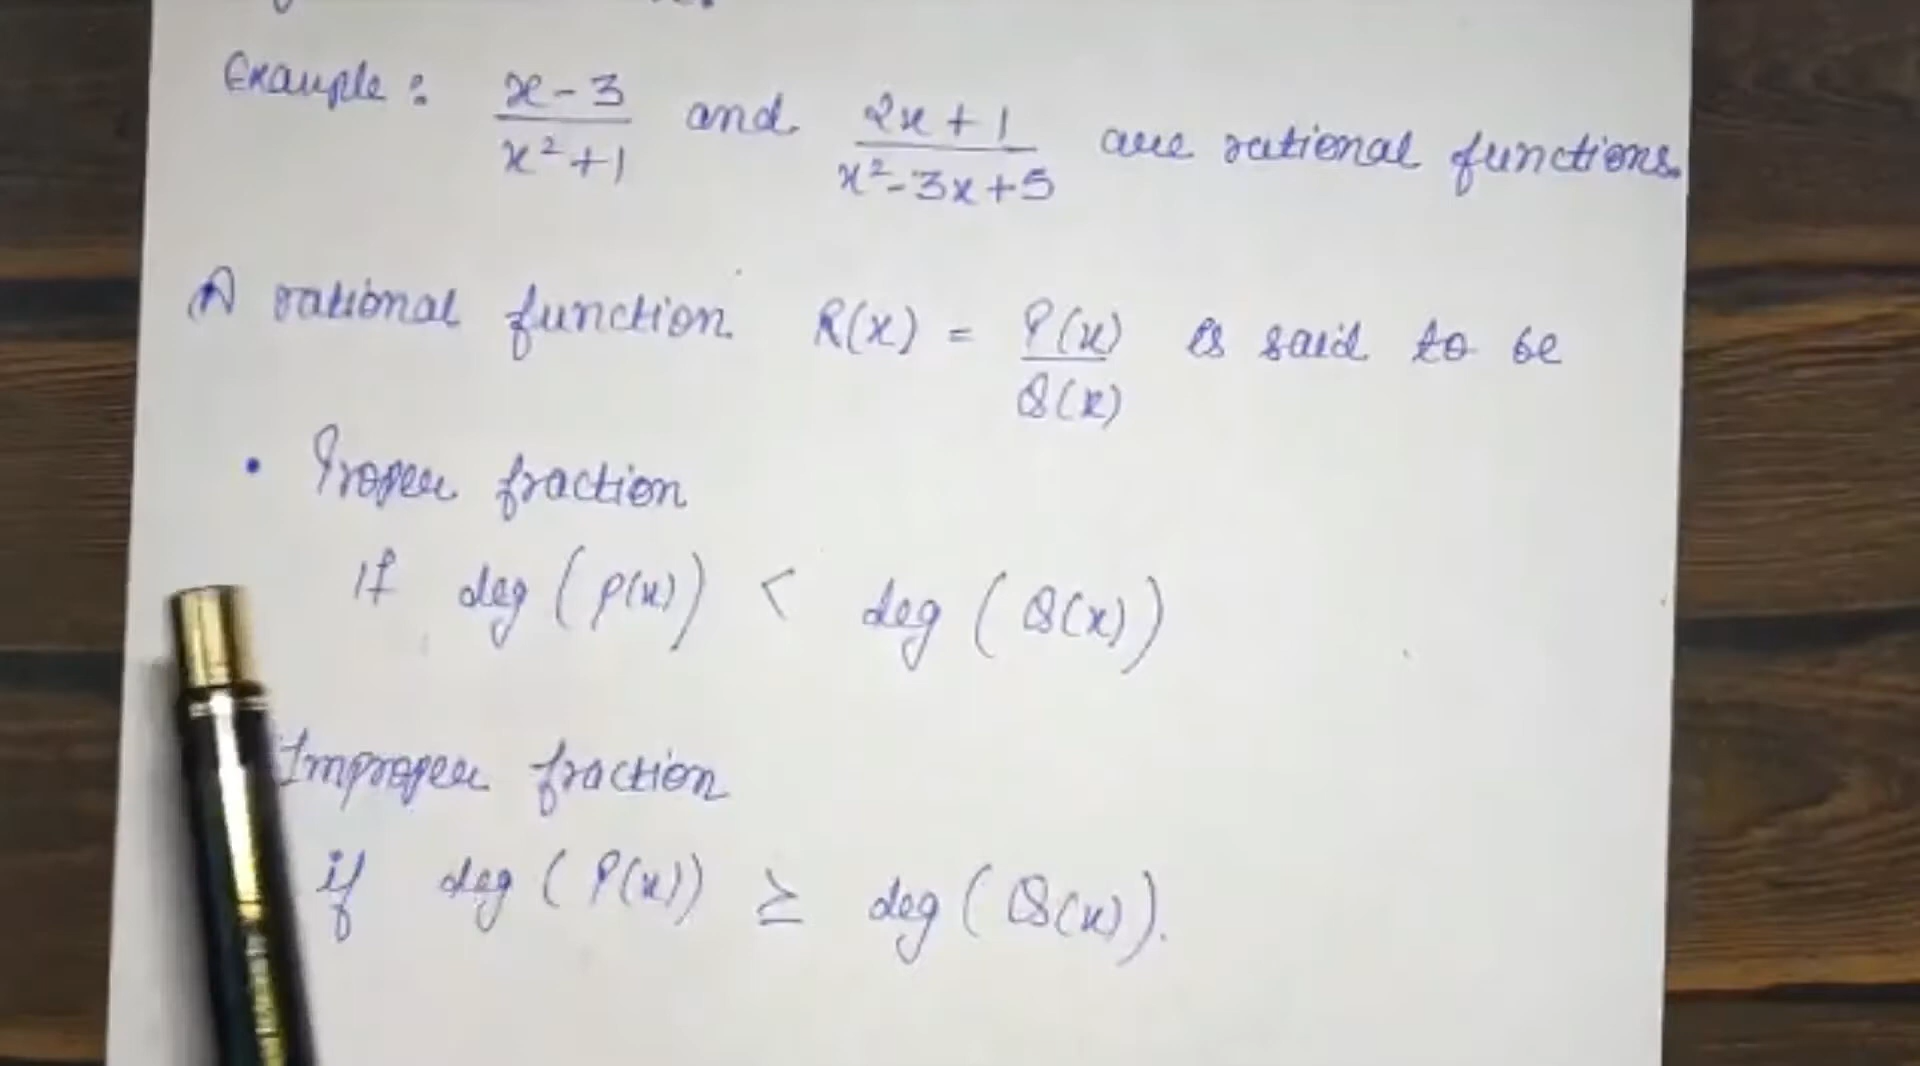 Example : x - 3 / x² + 1 and 2x + 1 / x² - 3x + 5 are rational functions.
A rational function R(x) = P(x) / Q(x) is said to be
• Proper fraction
If deg ( P(x) ) < deg ( Q(x) )
Improper fraction
if deg ( P(x) ) ≥ deg ( Q(x) ).